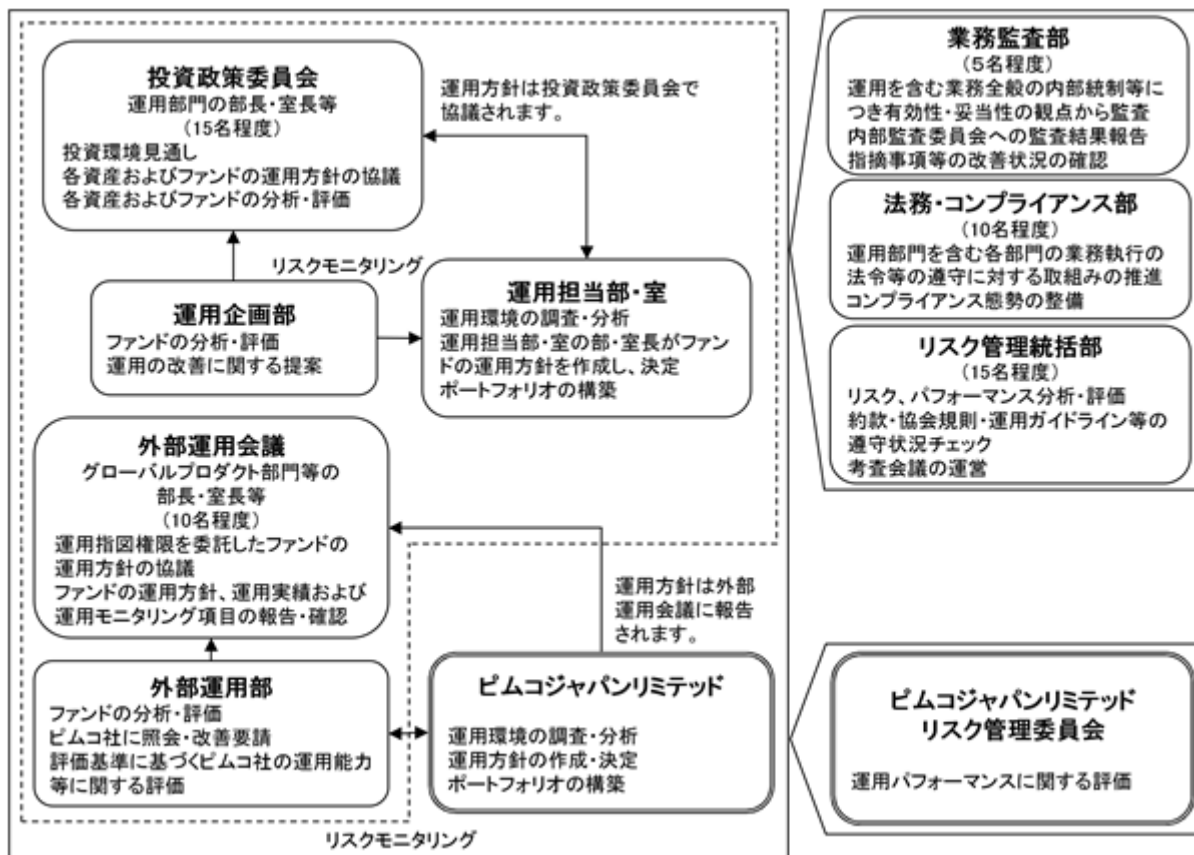 投資政策委員会
運用部門の部長・室長等
(15名程度)
投資環境見通し
各資産およびファンドの運用方針の協議
各資産およびファンドの分析・評価
運用方針は投資政策委員会で
協議されます。
リスクモニタリング
運用企画部
ファンドの分析・評価
運用の改善に関する提案
運用担当部・室
運用環境の調査・分析
運用担当部・室の部・室長がファン
ドの運用方針を作成し、決定
ポートフォリオの構築
外部運用会議
グローバルプロダクト部門等の
部長・室長等
(10名程度)
運用指図権限を委託したファンドの
運用方針の協議
ファンドの運用方針、運用実績および
運用モニタリング項目の報告・確認
運用方針は外部
運用会議に報告
されます。
外部運用部
ファンドの分析・評価
ピムコ社に照会・改善要請
評価基準に基づくピムコ社の運用能力
等に関する評価
ピムコジャパンリミテッド
運用環境の調査・分析
運用方針の作成・決定
ポートフォリオの構築
リスクモニタリング
業務監査部
(5名程度)
運用を含む業務全般の内部統制等に
つき有効性・妥当性の観点から監査
内部監査委員会への監査結果報告
指摘事項等の改善状況の確認
法務・コンプライアンス部
(10名程度)
運用部門を含む各部門の業務執行の
法令等の遵守に対する取組みの推進
コンプライアンス態勢の整備
リスク管理統括部
(15名程度)
リスク、パフォーマンス分析・評価
約款・協会規則・運用ガイドライン等の
遵守状況チェック
考査会議の運営
ピムコジャパンリミテッド
リスク管理委員会
運用パフォーマンスに関する評価